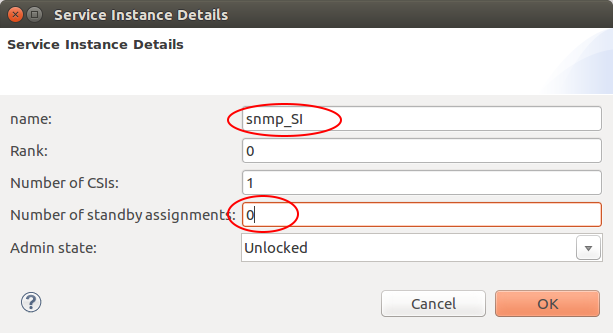 Service Instance Details
Service Instance Details
name: snmp_SI
Rank: 0
Number of CSIs: 1
Number of standby assignments: 0
Admin state: Unlocked
? Cancel OK